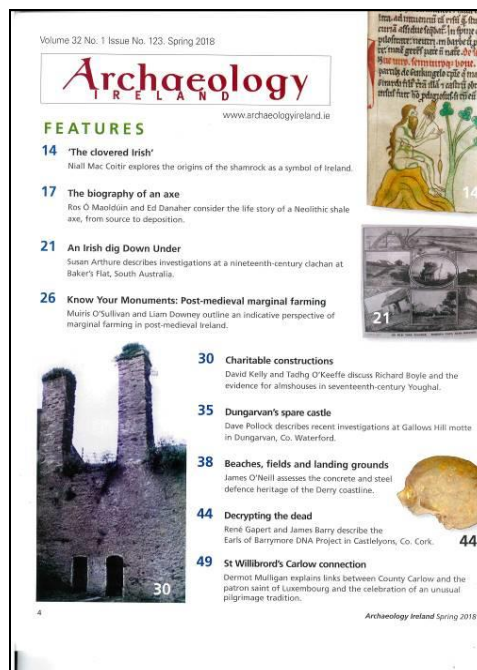 Volume 32 No. 1 Issue No. 123. Spring 2018
Archaeology
IRELAND
www.archaeologyireland.ie
FEATURES
14 'The clovered Irish'
Niall Mac Coitir explores the origins of the shamrock as a symbol of Ireland.
17 The biography of an axe
Ros Ó Maoldúin and Ed Danaher consider the life story of a Neolithic shale
axe, from source to deposition.
21 An Irish dig Down Under
Susan Arthure describes investigations at a nineteenth-century clachan at
Baker's Flat, South Australia.
26 Know Your Monuments: Post-medieval marginal farming
Muiris O'Sullivan and Liam Downey outline an indicative perspective of
marginal farming in post-medieval Ireland.
14
21
30 Charitable constructions
David Kelly and Tadhg O'Keeffe discuss Richard Boyle and the
evidence for almshouses in seventeenth-century Youghal.
35 Dungarvan's spare castle
Dave Pollock describes recent investigations at Gallows Hill motte
in Dungarvan, Co. Waterford.
38 Beaches, fields and landing grounds
James O'Neill assesses the concrete and steel
defence heritage of the Derry coastline.
44 Decrypting the dead
René Gapert and James Barry describe the
Earls of Barrymore DNA Project in Castlelyons, Co. Cork.
44
49 St Willibrord's Carlow connection
Dermot Mulligan explains links between County Carlow and the
patron saint of Luxembourg and the celebration of an unusual
pilgrimage tradition.
30
4
Archaeology Ireland Spring 2018